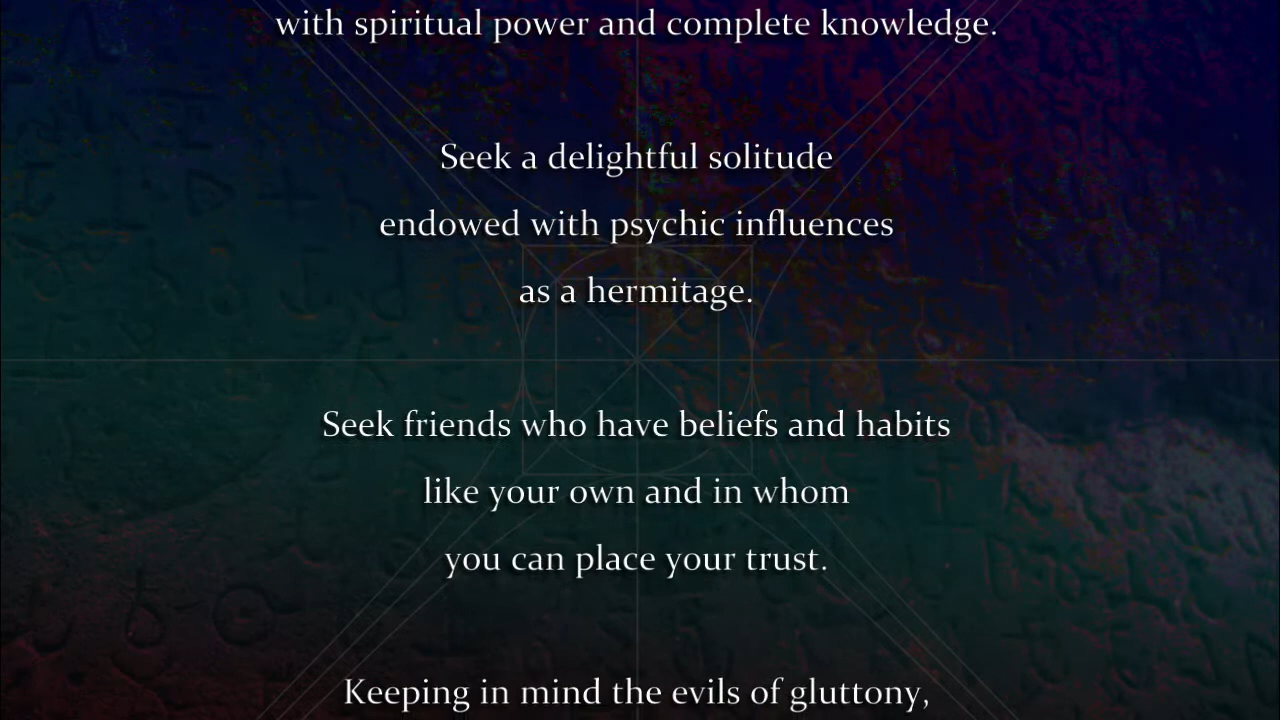 with spiritual power and complete knowledge.
Seek a delightful solitude
endowed with psychic influences
as a hermitage.
Seek friends who have beliefs and habits
like your own and in whom
you can place your trust.
Keeping in mind the evils of gluttony,